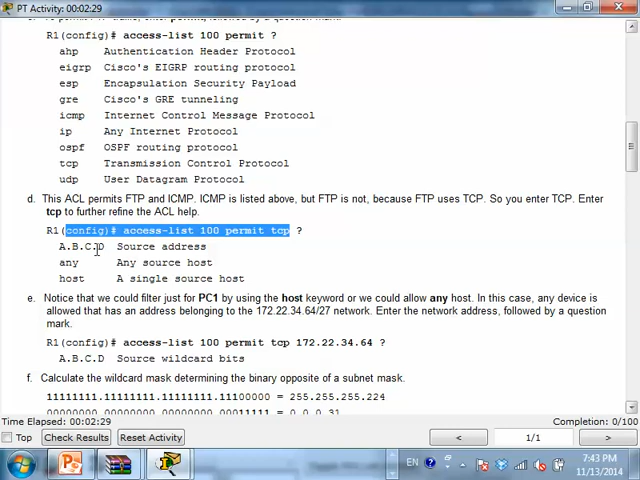 PT Activity: 00:02:29
R1(config)# access-list 100 permit ?
ahp Authentication Header Protocol
eigrp Cisco's EIGRP routing protocol
esp Encapsulation Security Payload
gre Cisco's GRE tunneling
icmp Internet Control Message Protocol
ip Any Internet Protocol
ospf OSPF routing protocol
tcp Transmission Control Protocol
udp User Datagram Protocol
d. This ACL permits FTP and ICMP. ICMP is listed above, but FTP is not, because FTP uses TCP. So you enter TCP. Enter
tcp to further refine the ACL help.
R1(config)# access-list 100 permit tcp ?
A.B.C.D Source address
any Any source host
host A single source host
e. Notice that we could filter just for PC1 by using the host keyword or we could allow any host. In this case, any device is
allowed that has an address belonging to the 172.22.34.64/27 network. Enter the network address, followed by a question
mark.
R1(config)# access-list 100 permit tcp 172.22.34.64 ?
A.B.C.D Source wildcard bits
f. Calculate the wildcard mask determining the binary opposite of a subnet mask.
11111111.11111111.11111111.11100000 = 255.255.255.224
00000000.00000000.00000000.00011111 = 0.0.0.31
Time Elapsed: 00:02:29 Completion: 0/100
Top Check Results Reset Activity < 1/1 >
EN 7:43 PM
11/13/2014